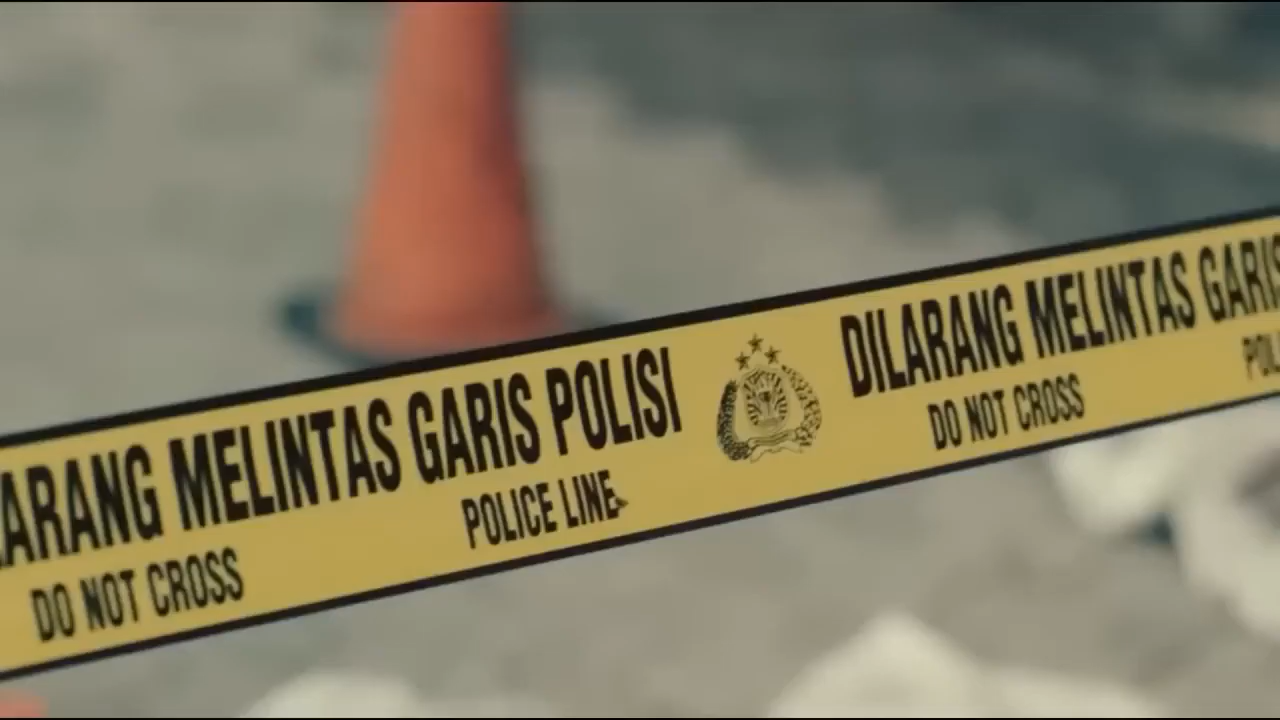 ARANG MELINTAS GARIS POLISI
DO NOT CROSS POLICE LINE
DILARANG MELINTAS GARIS
DO NOT CROSS